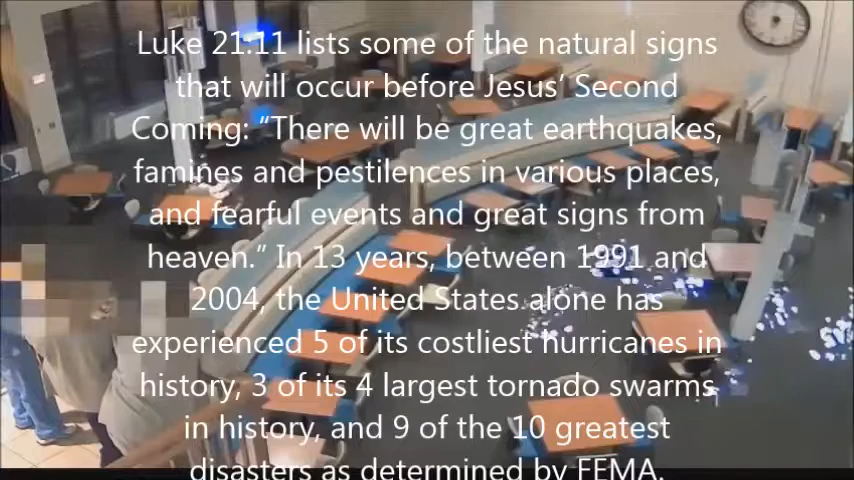 Luke 21:11 lists some of the natural signs
that will occur before Jesus’ Second
Coming: “There will be great earthquakes,
famines and pestilences in various places,
and fearful events and great signs from
heaven.” In 13 years, between 1991 and
2004, the United States alone has
experienced 5 of its costliest hurricanes in
history, 3 of its 4 largest tornado swarms
in history, and 9 of the 10 greatest
disasters as determined by FEMA.